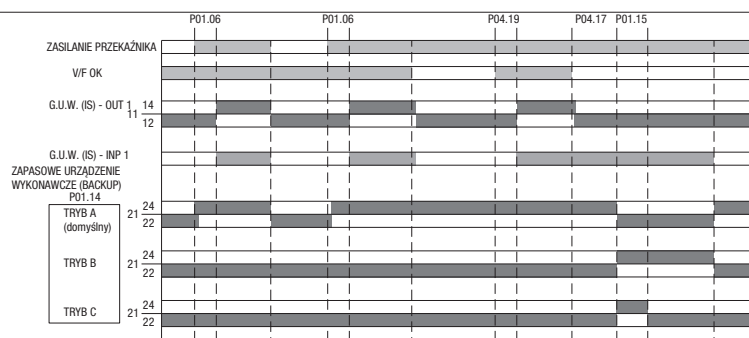 P01.06 P01.06 P04.19 P04.17 P01.15
ZASILANIE PRZEKAŹNIKA
V/F OK
G.U.W. (IS) - OUT 1 11 14
12
G.U.W. (IS) - INP 1
ZAPASOWE URZĄDZENIE
WYKONAWCZE (BACKUP)
P01.14
TRYB A 21 24
(domyślny) 22
TRYB B 21 24
22
TRYB C 21 24
22